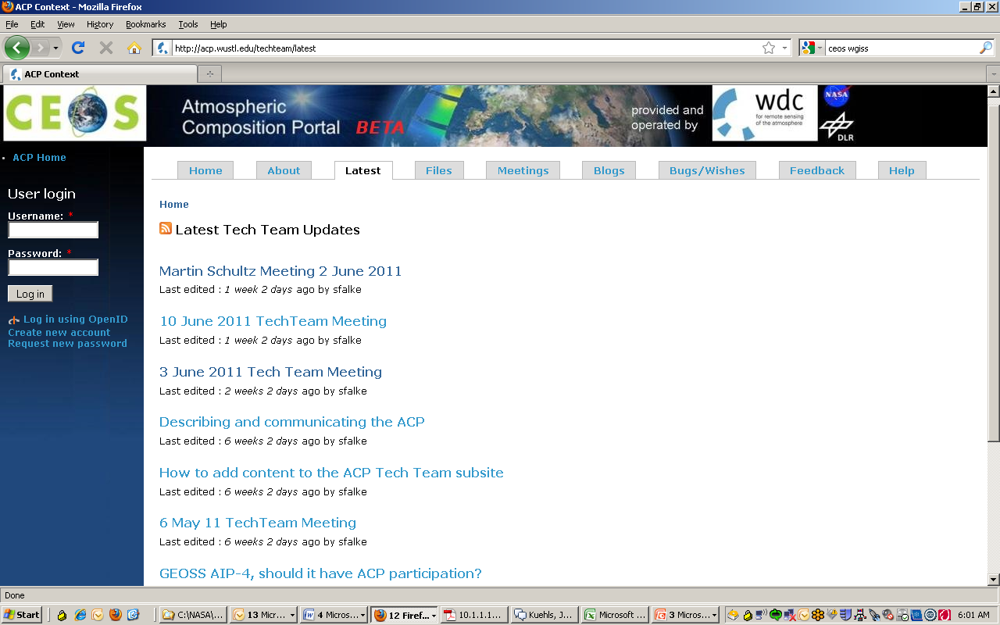 ACP Context - Mozilla Firefox
File Edit View History Bookmarks Tools Help
http://acp.wustl.edu/techteam/latest
ceos wgiss
ACP Context
CEOS
Atmospheric
Composition Portal BETA
provided and
operated by
wdc
for remote sensing
of the atmosphere
NASA
DLR
ACP Home
User login
Username: *
Password: *
Log in
Log in using OpenID
Create new account
Request new password
Home About Latest Files Meetings Blogs Bugs/Wishes Feedback Help
Home
Latest Tech Team Updates
Martin Schultz Meeting 2 June 2011
Last edited : 1 week 2 days ago by sfalke
10 June 2011 TechTeam Meeting
Last edited : 1 week 2 days ago by sfalke
3 June 2011 Tech Team Meeting
Last edited : 2 weeks 2 days ago by sfalke
Describing and communicating the ACP
Last edited : 6 weeks 2 days ago by sfalke
How to add content to the ACP Tech Team subsite
Last edited : 6 weeks 2 days ago by sfalke
6 May 11 TechTeam Meeting
Last edited : 6 weeks 2 days ago by sfalke
GEOSS AIP-4, should it have ACP participation?
Done
Start C:\NASA\... 13 Micr... 4 Micros... 12 Firef... 10.1.1.1... Kuehls, J... Microsoft ... 3 Micros... 6:01 AM